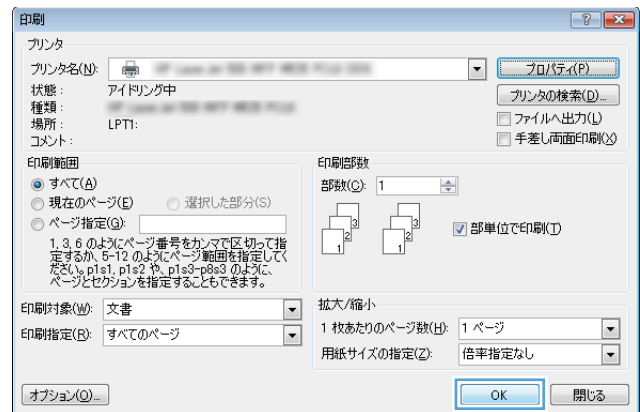 印刷
プリンタ
プリンタ名(N):
プロパティ(P)
状態: アイドリング中
プリンタの検索(D)...
種類:
場所: LPT1:
ファイルへ出力(L)
コメント:
手差し両面印刷(X)
印刷範囲
すべて(A)
現在のページ(E) 選択した部分(S)
ページ指定(G):
1,3,6 のようにページ番号をカンマで区切って指
定するか、5-12 のようにページ範囲を指定してく
ださい。p1s1, p1s2 や、p1s3-p8s3 のように、
ページとセクションを指定することもできます。
印刷部数
部数(C): 1
3 3
2 2
1 1
部単位で印刷(T)
印刷対象(W): 文書
印刷指定(R): すべてのページ
拡大/縮小
1 枚あたりのページ数(H): 1 ページ
用紙サイズの指定(Z): 倍率指定なし
オプション(O)...
OK 閉じる